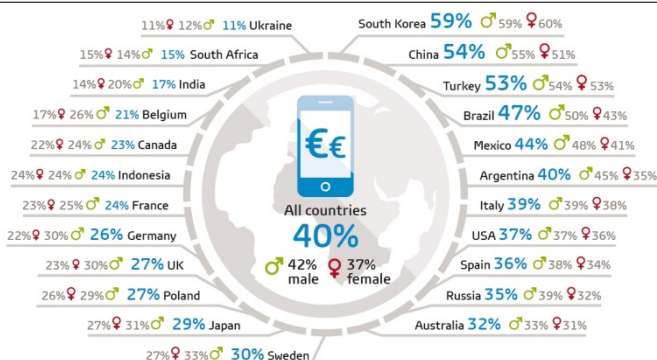 11%♀ 12%♂ 11% Ukraine
15%♀ 14%♂ 15% South Africa
14%♀ 20%♂ 17% India
17%♀ 26%♂ 21% Belgium
22%♀ 24%♂ 23% Canada
24%♀ 24%♂ 24% Indonesia
23%♀ 25%♂ 24% France
22%♀ 30%♂ 26% Germany
23%♀ 30%♂ 27% UK
26%♀ 29%♂ 27% Poland
27%♀ 31%♂ 29% Japan
27%♀ 33%♂ 30% Sweden
€€
All countries
40%
♂ 42% ♀ 37%
male female
South Korea 59% ♂59% ♀60%
China 54% ♂55% ♀51%
Turkey 53% ♂54% ♀53%
Brazil 47% ♂50% ♀43%
Mexico 44% ♂48% ♀41%
Argentina 40% ♂45% ♀35%
Italy 39% ♂39% ♀38%
USA 37% ♂37% ♀36%
Spain 36% ♂38% ♀34%
Russia 35% ♂39% ♀32%
Australia 32% ♂33% ♀31%